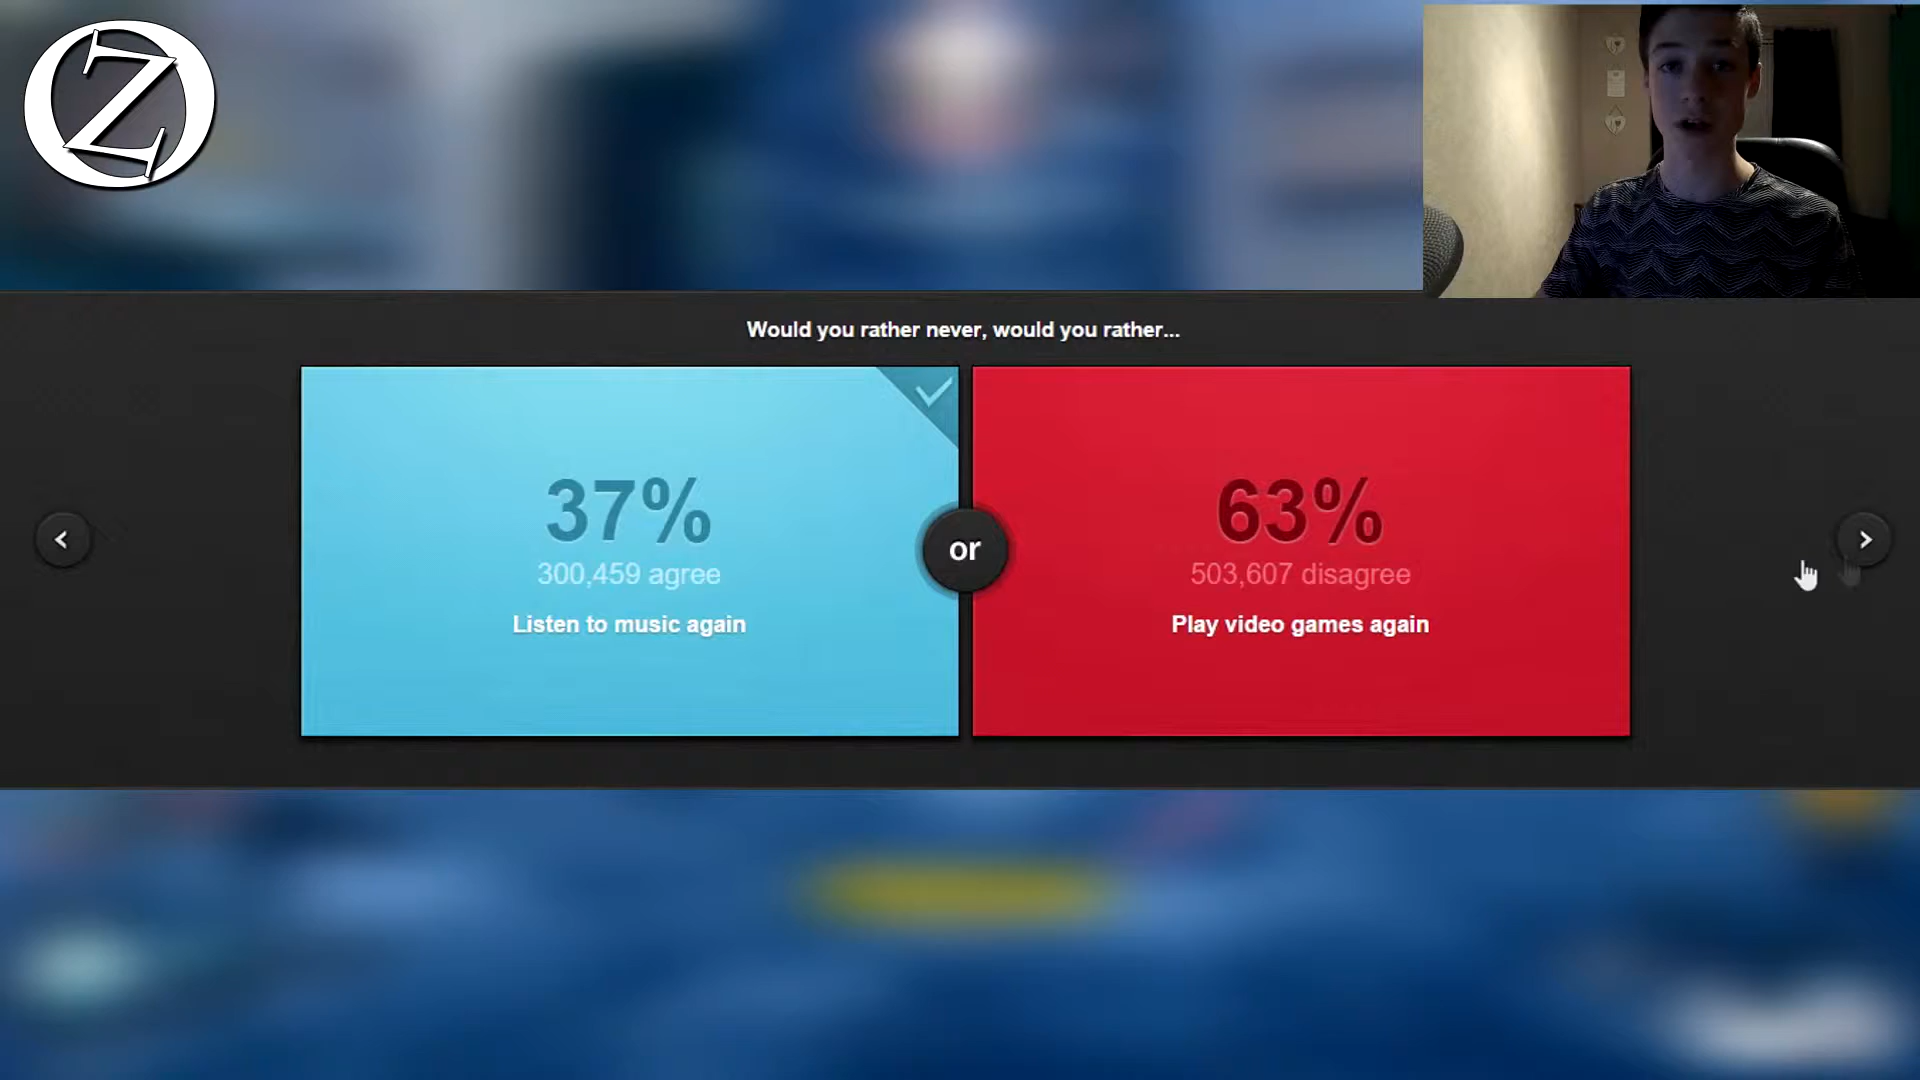 OZ
Would you rather never, would you rather...
37%
300,459 agree
Listen to music again
or
63%
503,607 disagree
Play video games again